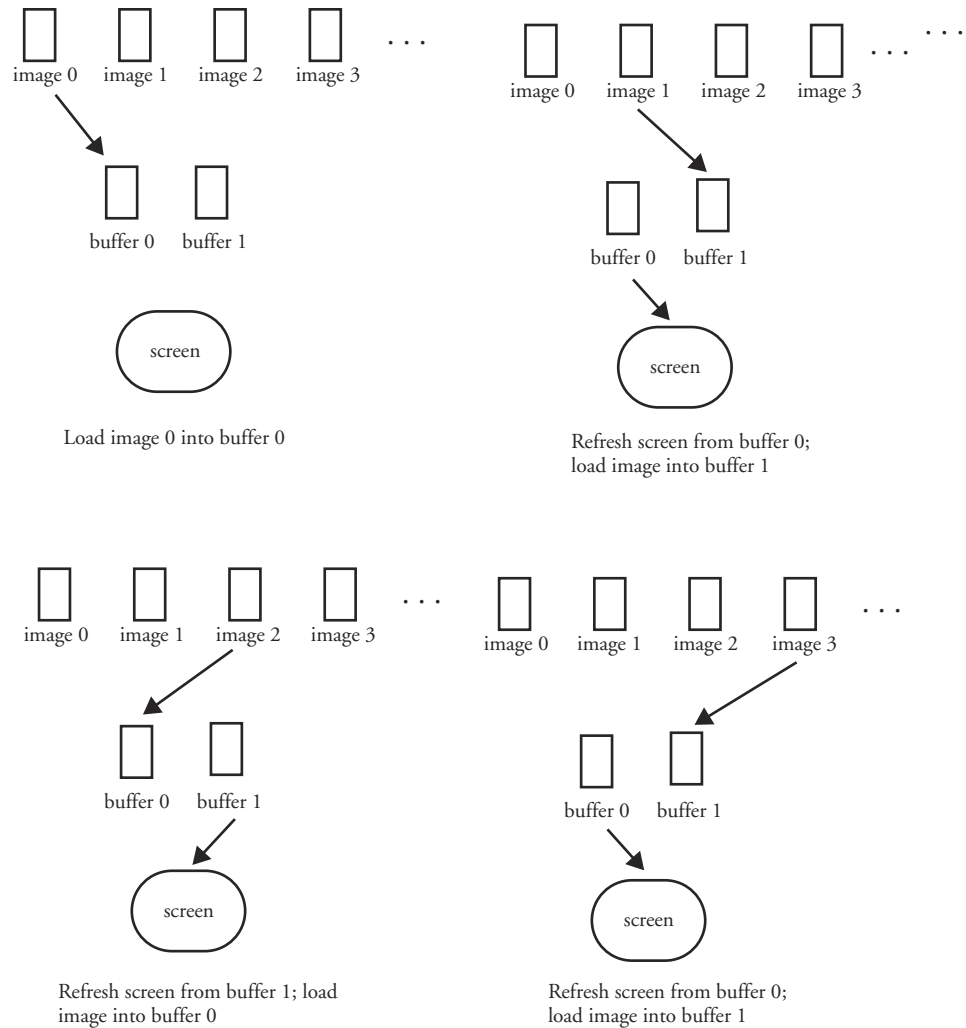 image 0 image 1 image 2 image 3 . . .
buffer 0 buffer 1
screen
Load image 0 into buffer 0
image 0 image 1 image 2 image 3 . . . . . .
buffer 0 buffer 1
screen
Refresh screen from buffer 0;
load image into buffer 1
image 0 image 1 image 2 image 3 . . .
buffer 0 buffer 1
screen
Refresh screen from buffer 1; load
image into buffer 0
image 0 image 1 image 2 image 3 . . .
buffer 0 buffer 1
screen
Refresh screen from buffer 0;
load image into buffer 1